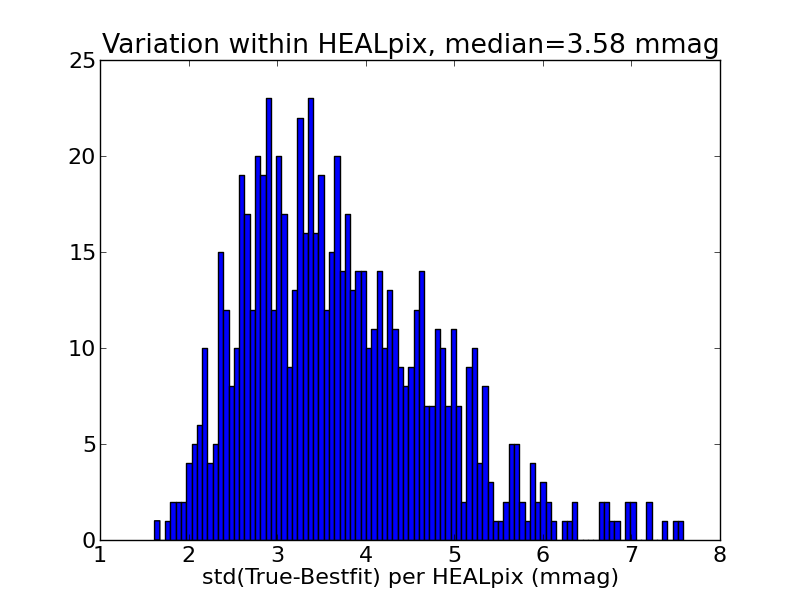 Variation within HEALpix, median=3.58 mmag
25
20
15
10
5
0
1 2 3 4 5 6 7 8
std(True-Bestfit) per HEALpix (mmag)